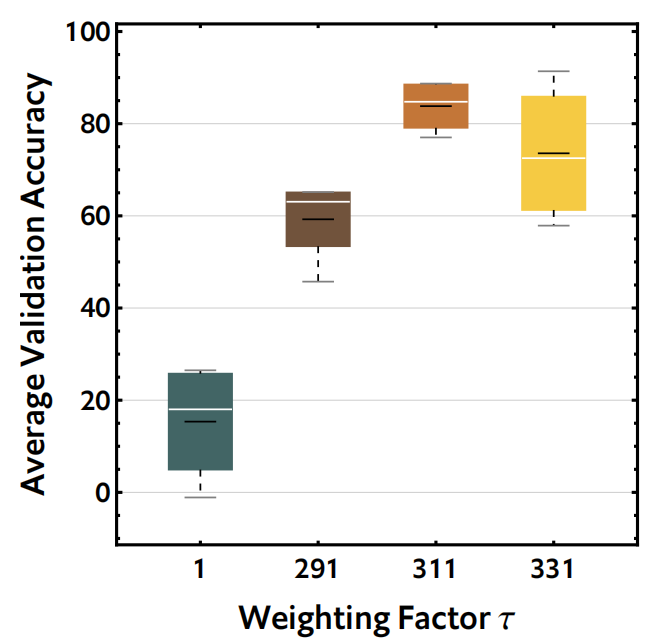 100
80
60
40
20
0
Average Validation Accuracy
1 291 311 331
Weighting Factor τ